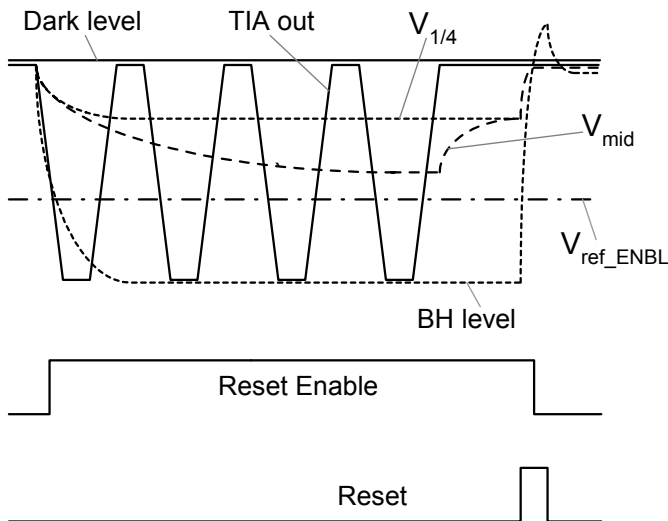 Dark level
TIA out
V1/4
Vmid
Vref_ENBL
BH level
Reset Enable
Reset